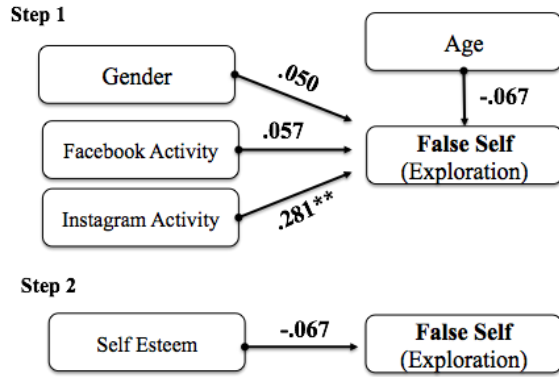 Step 1
Age
Gender
.050
-.067
Facebook Activity
.057
False Self
(Exploration)
Instagram Activity
.281**
Step 2
Self Esteem
-.067
False Self
(Exploration)